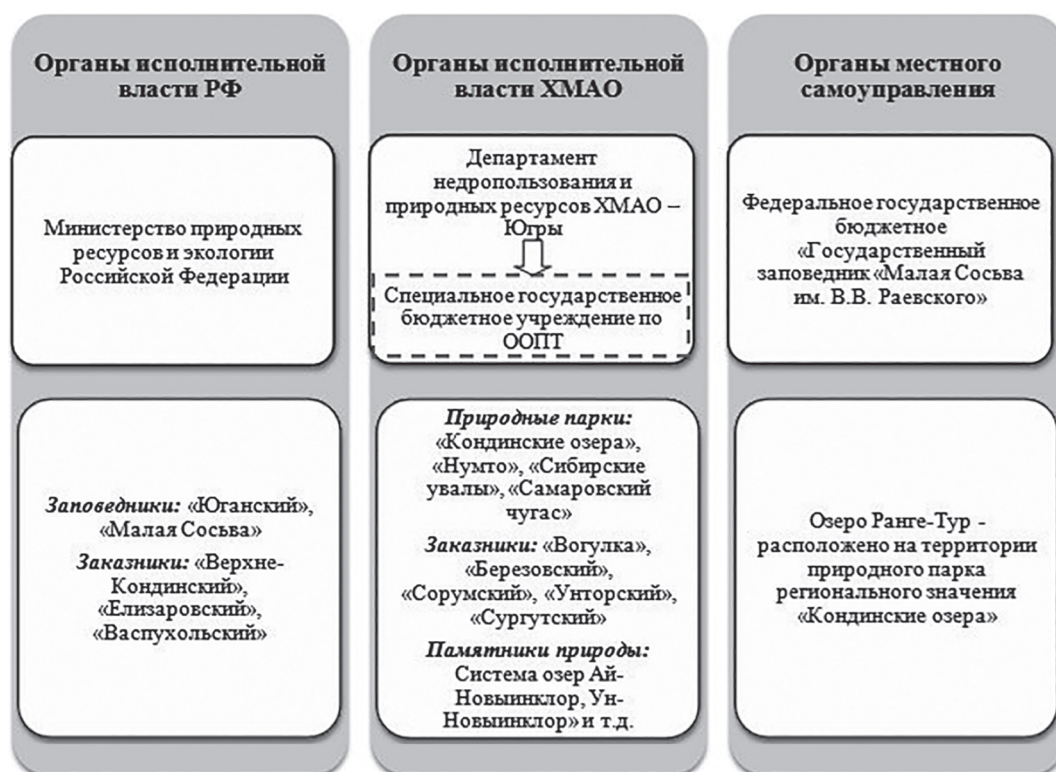 Органы исполнительной
власти РФ
Министерство природных
ресурсов и экологии
Российской Федерации
Заповедники: «Юганский»,
«Малая Сосьва»
Заказники: «Верхне-
Кондинский»,
«Елизаровский»,
«Васпухольский»
Органы исполнительной
власти ХМАО
Департамент
недропользования и
природных ресурсов ХМАО –
Югры
Специальное государственное
бюджетное учреждение по
ООПТ
Природные парки:
«Кондинские озера»,
«Нумто», «Сибирские
увалы», «Самаровский
чугас»
Заказники: «Вогулка»,
«Березовский»,
«Сорумский», «Унторский»,
«Сургутский»
Памятники природы:
Система озер Ай-
Новыинклор, Ун-
Новыинклор» и т.д.
Органы местного
самоуправления
Федеральное государственное
бюджетное
«Государственный
заповедник «Малая Сосьва
им. В.В. Раевского»
Озеро Ранге-Тур -
расположено на территории
природного парка
регионального значения
«Кондинские озера»